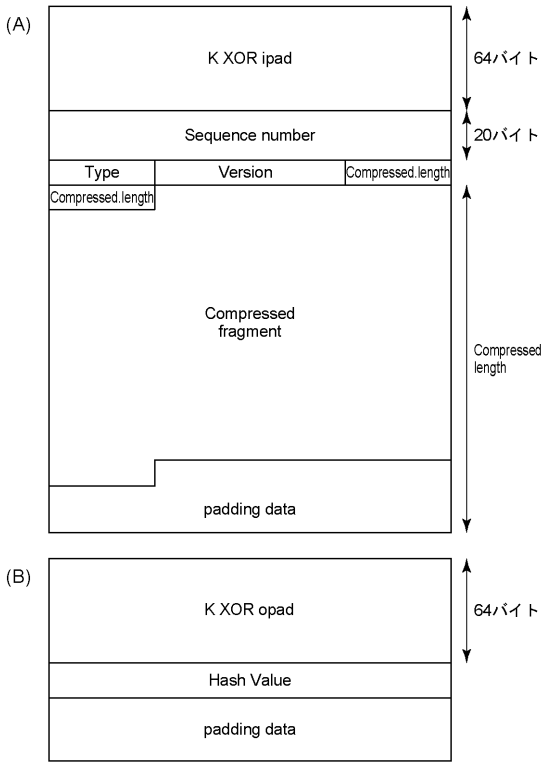 (A)
K XOR ipad
64バイト
Sequence number
20バイト
Type
Version
Compressed.length
Compressed.length
Compressed
fragment
Compressed
length
padding data
(B)
K XOR opad
64バイト
Hash Value
padding data